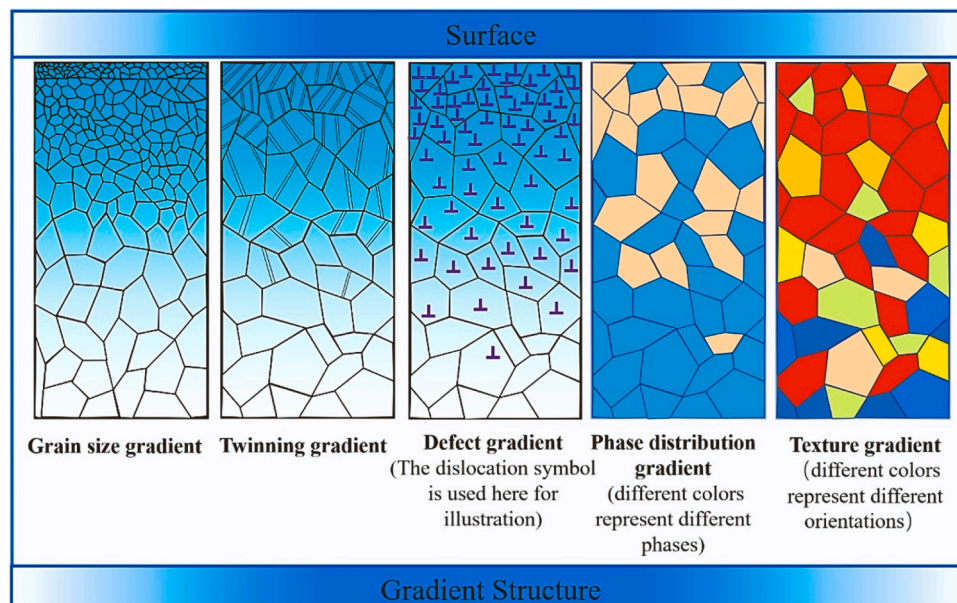 Surface
Grain size gradient
Twinning gradient
Defect gradient
(The dislocation symbol
is used here for
illustration)
Phase distribution
gradient
(different colors
represent different
phases)
Texture gradient
（different colors
represent different
orientations）
Gradient Structure